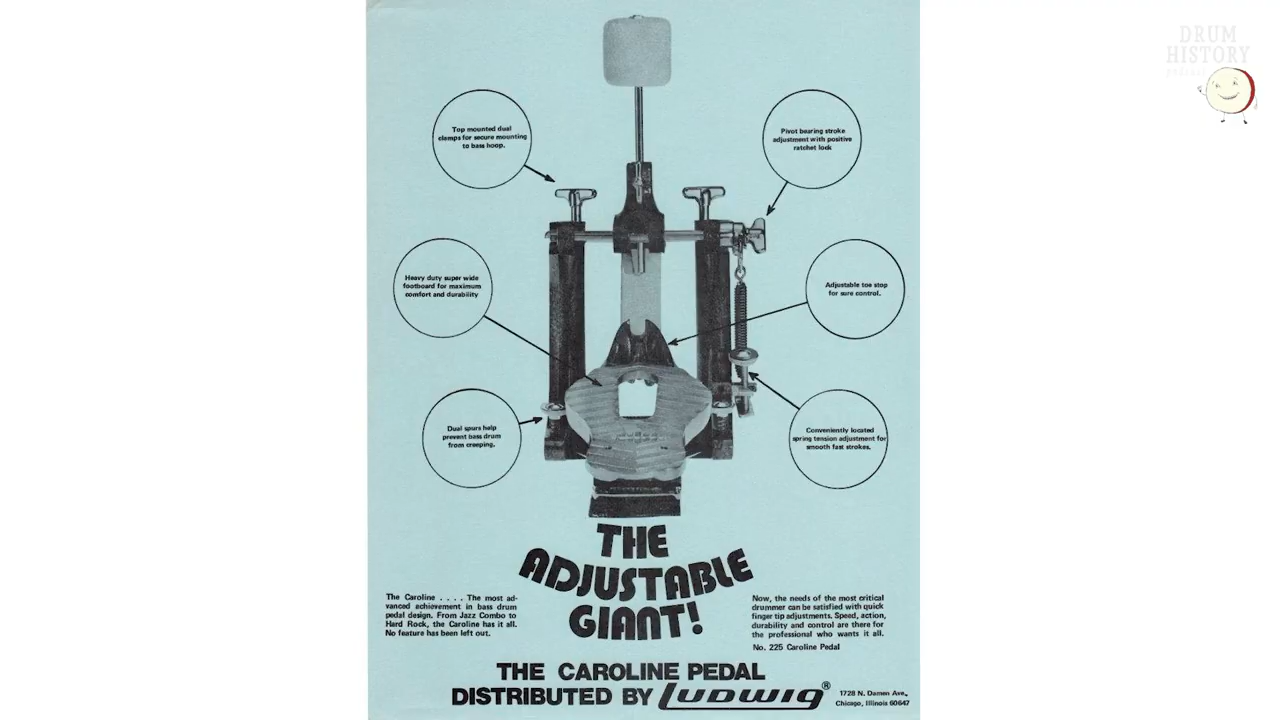 DRUM
HISTORY
Top mounted dual
clamps for secure mounting
to bass hoop.
Pivot bearing stroke
adjustment with positive
ratchet lock
Heavy duty super wide
footboard for maximum
comfort and durability
Adjustable toe stop
for sure control.
Dual spurs help
prevent bass drum
from creeping.
Conveniently located
spring tension adjustment for
smooth fast strokes.
THE
ADJUSTABLE
GIANT!
The Caroline . . . . The most ad-
vanced achievement in bass drum
pedal design. From Jazz Combo to
Hard Rock, the Caroline has it all.
No feature has been left out.
Now, the needs of the most critical
drummer can be satisfied with quick
finger tip adjustments. Speed, action,
durability and control are there for
the professional who wants it all.
No. 225 Caroline Pedal
THE CAROLINE PEDAL
DISTRIBUTED BY LUDWIG®
1728 N. Damen Ave.,
Chicago, Illinois 60647